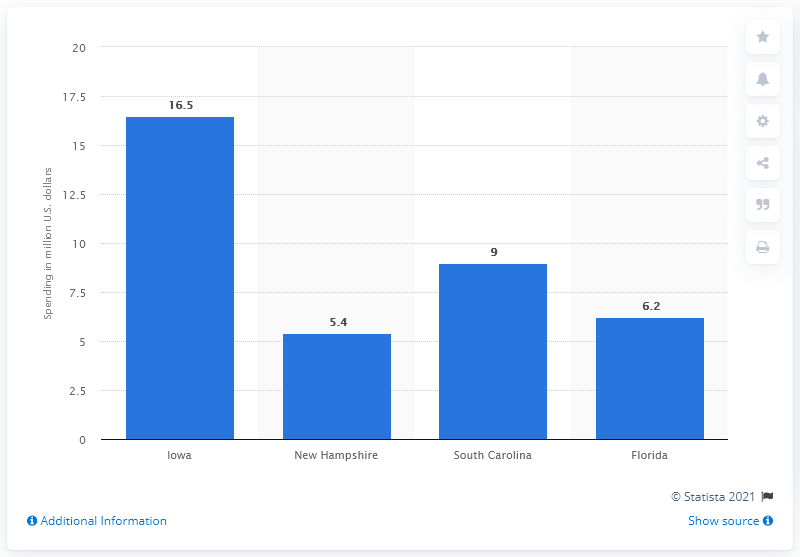 20
17.5
15
12.5
10
7.5
5
2.5
0
Spending in million U.S. dollars
16.5
5.4
9
6.2
Iowa
New Hampshire
South Carolina
Florida
© Statista 2021
Additional Information
Show source